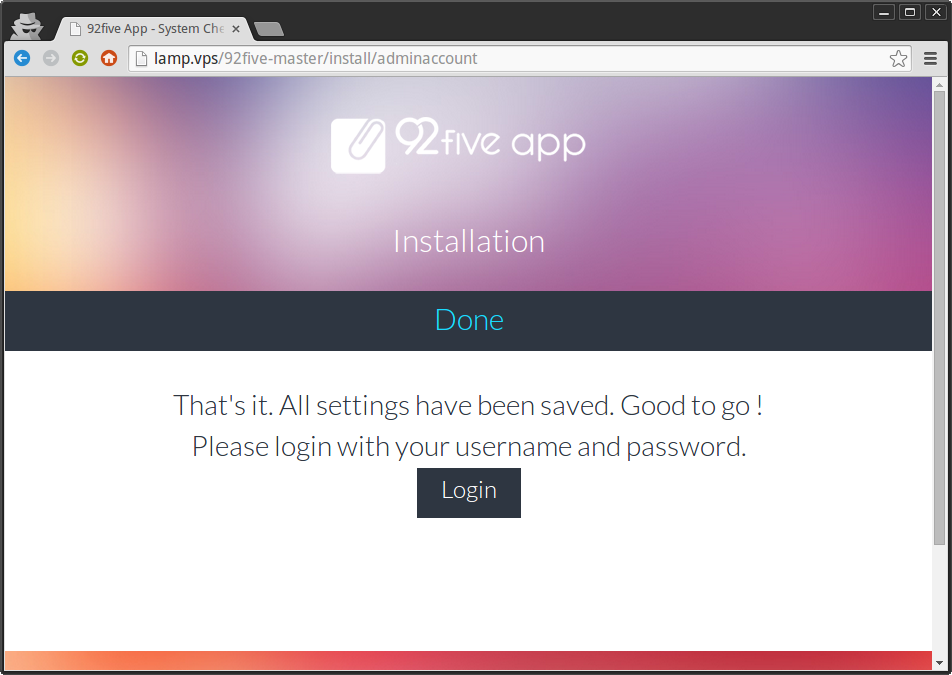 92five App - System Che
lamp.vps/92five-master/install/adminaccount
92five app
Installation
Done
That's it. All settings have been saved. Good to go !
Please login with your username and password.
Login